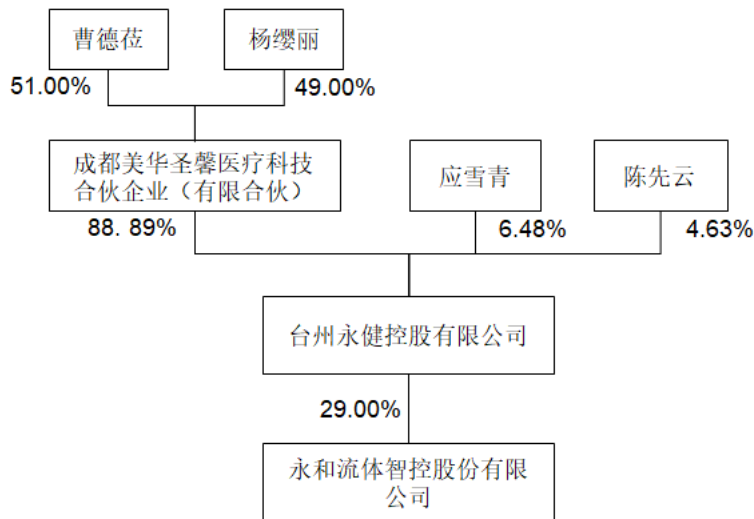 曹德莅
杨缨丽
51.00%
49.00%
成都美华圣馨医疗科技
合伙企业（有限合伙）
应雪青
陈先云
88. 89%
6.48%
4.63%
台州永健控股有限公司
29.00%
永和流体智控股份有限
公司